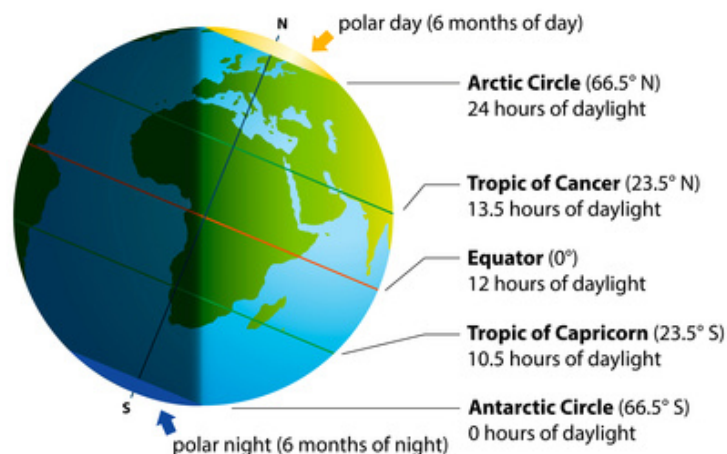 N
polar day (6 months of day)
Arctic Circle (66.5° N)
24 hours of daylight
Tropic of Cancer (23.5° N)
13.5 hours of daylight
Equator (0°)
12 hours of daylight
Tropic of Capricorn (23.5° S)
10.5 hours of daylight
Antarctic Circle (66.5° S)
0 hours of daylight
S
polar night (6 months of night)